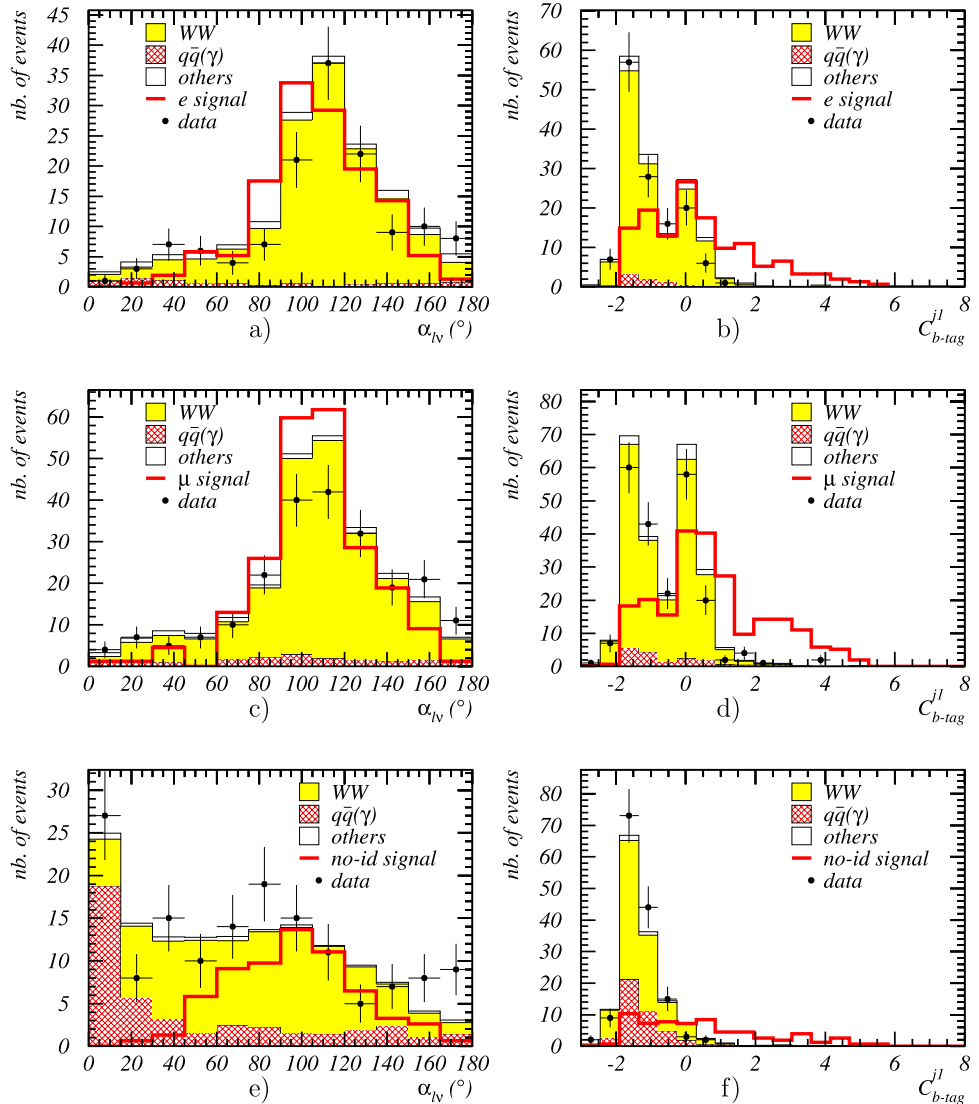 nb. of events
45
40
35
30
25
20
15
10
5
0
WW
qq̄(γ)
others
e signal
data
0 20 40 60 80 100 120 140 160 180
a)
α_lν (°)
nb. of events
70
60
50
40
30
20
10
0
WW
qq̄(γ)
others
e signal
data
-2 0 2 4 6 8
b)
C^{j1}_{b-tag}
nb. of events
60
50
40
30
20
10
0
WW
qq̄(γ)
others
μ signal
data
0 20 40 60 80 100 120 140 160 180
c)
α_lν (°)
nb. of events
80
70
60
50
40
30
20
10
0
WW
qq̄(γ)
others
μ signal
data
-2 0 2 4 6 8
d)
C^{j1}_{b-tag}
nb. of events
30
25
20
15
10
5
0
WW
qq̄(γ)
others
no-id signal
data
0 20 40 60 80 100 120 140 160 180
e)
α_lν (°)
nb. of events
80
70
60
50
40
30
20
10
0
WW
qq̄(γ)
others
no-id signal
data
-2 0 2 4 6 8
f)
C^{j1}_{b-tag}